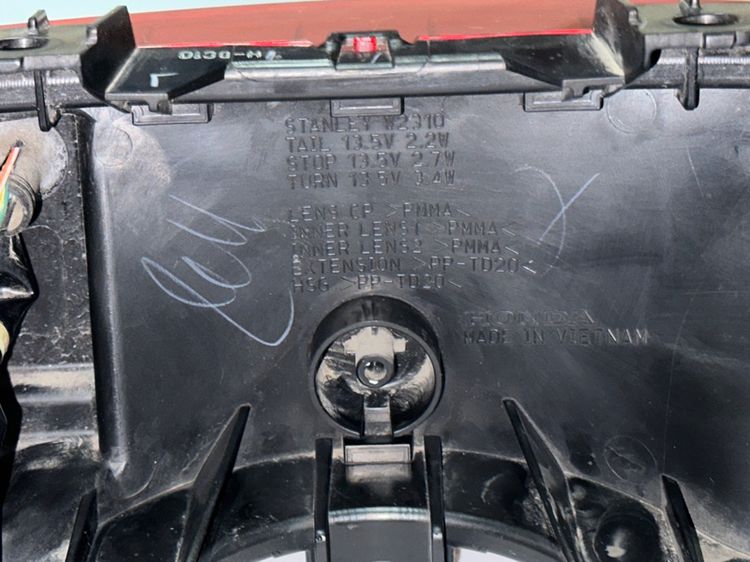 L
STANLEY W2310
TAIL 13.5V 2.2W
STOP 13.5V 2.7W
TURN 13.5V 3.4W
LENS CP >PMMA<
INNER LENS1 >PMMA<
INNER LENS2 >PMMA<
EXTENSION >PP-TD20<
HSG >PP-TD20<
HONDA
MADE IN VIETNAM